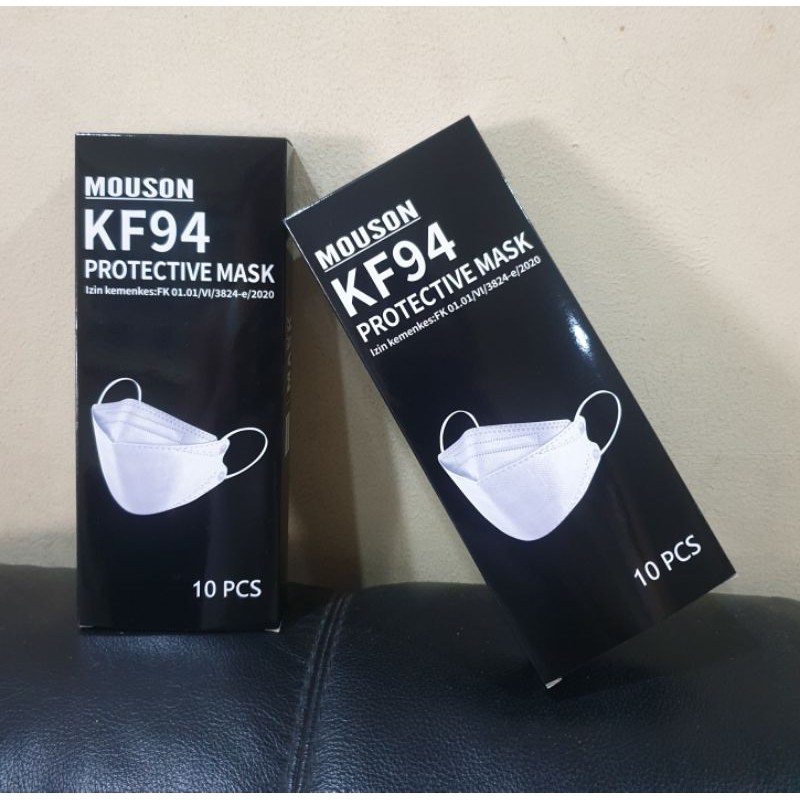 MOUSON
KF94
PROTECTIVE MASK
Izin kemenkes:FK 01.01/VI/3824-e/2020
10 PCS
MOUSON
KF94
PROTECTIVE MASK
Izin kemenkes:FK 01.01/VI/3824-e/2020
10 PCS